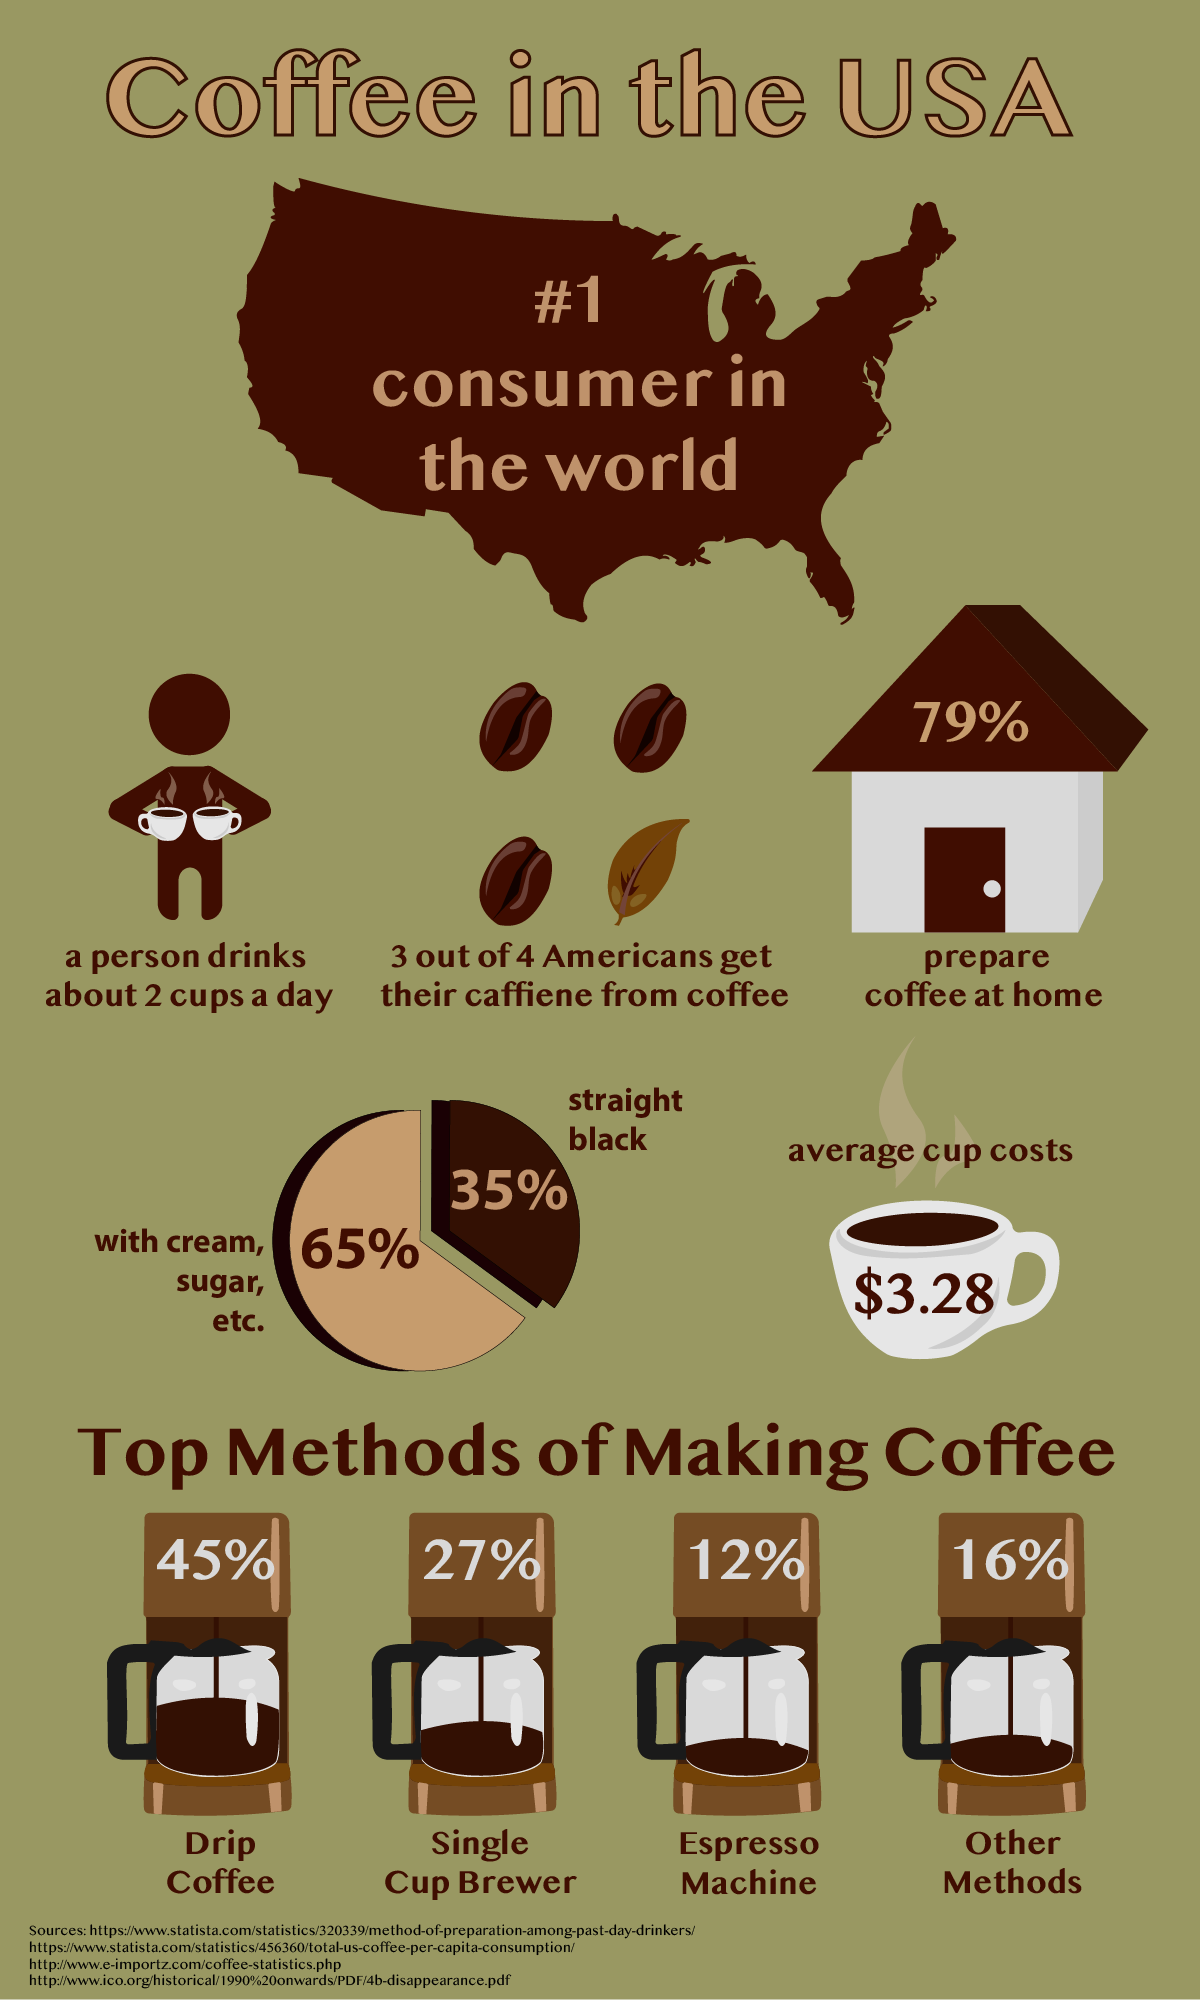 Coffee in the USA
#1
consumer in
the world
79%
a person drinks
about 2 cups a day
3 out of 4 Americans get
their caffiene from coffee
prepare
coffee at home
straight
black
35%
65%
with cream,
sugar,
etc.
average cup costs
$3.28
Top Methods of Making Coffee
45%
27%
12%
16%
Drip
Coffee
Single
Cup Brewer
Espresso
Machine
Other
Methods
Sources: https://www.statista.com/statistics/320339/method-of-preparation-among-past-day-drinkers/
https://www.statista.com/statistics/456360/total-us-coffee-per-capita-consumption/
http://www.e-importz.com/coffee-statistics.php
http://www.ico.org/historical/1990%20onwards/PDF/4b-disappearance.pdf